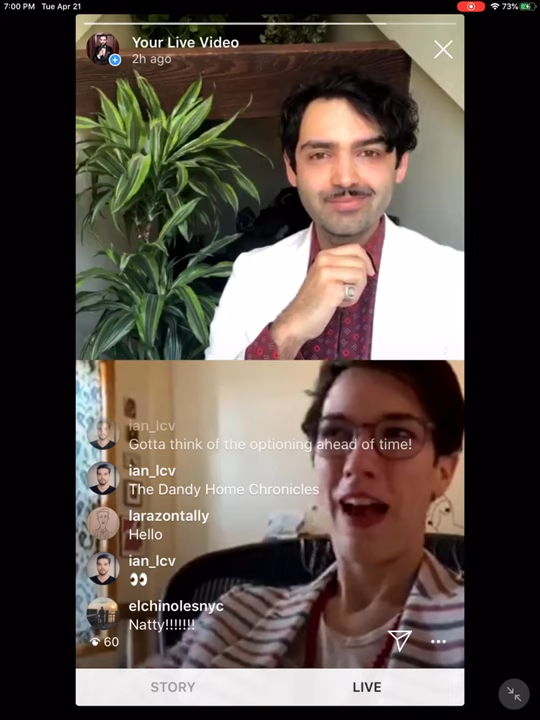 7:00 PM Tue Apr 21
73%
Your Live Video
2h ago
ian_lcv
Gotta think of the optioning ahead of time!
ian_lcv
The Dandy Home Chronicles
larazontally
Hello
ian_lcv
👀
elchinolesnyc
Natty!!!!!!!
60
STORY
LIVE